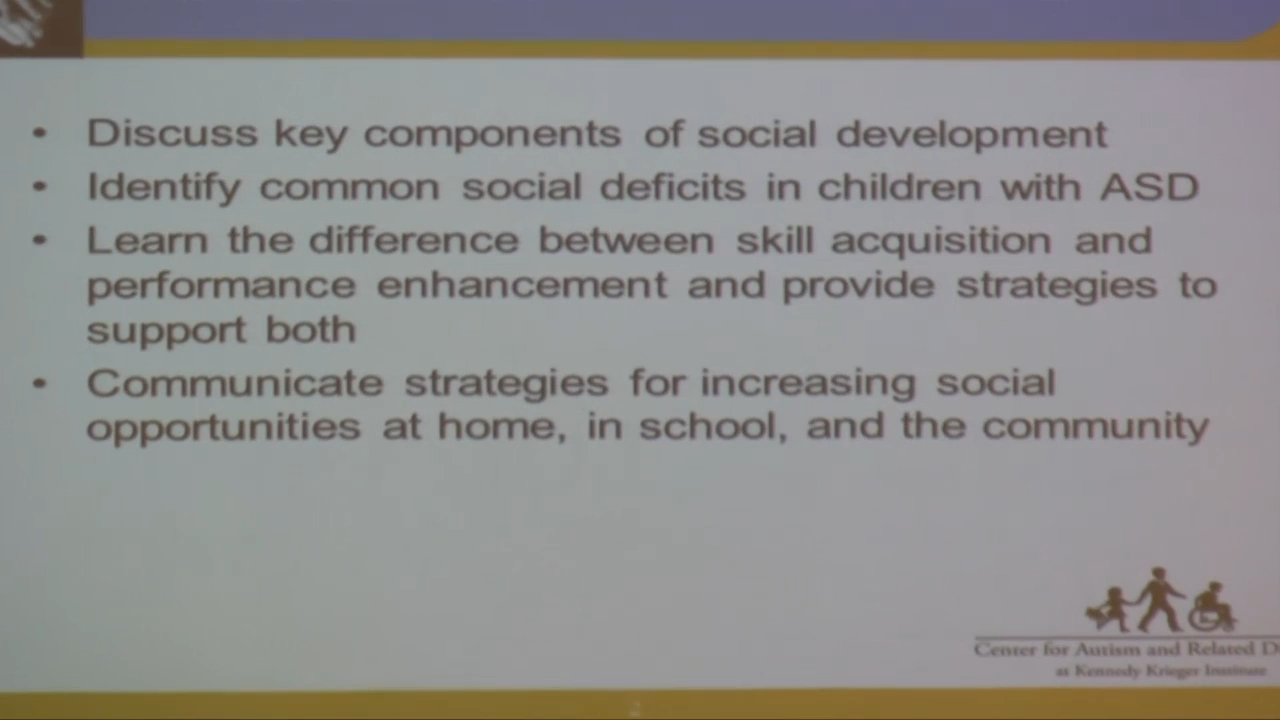 • Discuss key components of social development
• Identify common social deficits in children with ASD
• Learn the difference between skill acquisition and
performance enhancement and provide strategies to
support both
• Communicate strategies for increasing social
opportunities at home, in school, and the community
Center for Autism and Related D
at Kennedy Krieger Institute